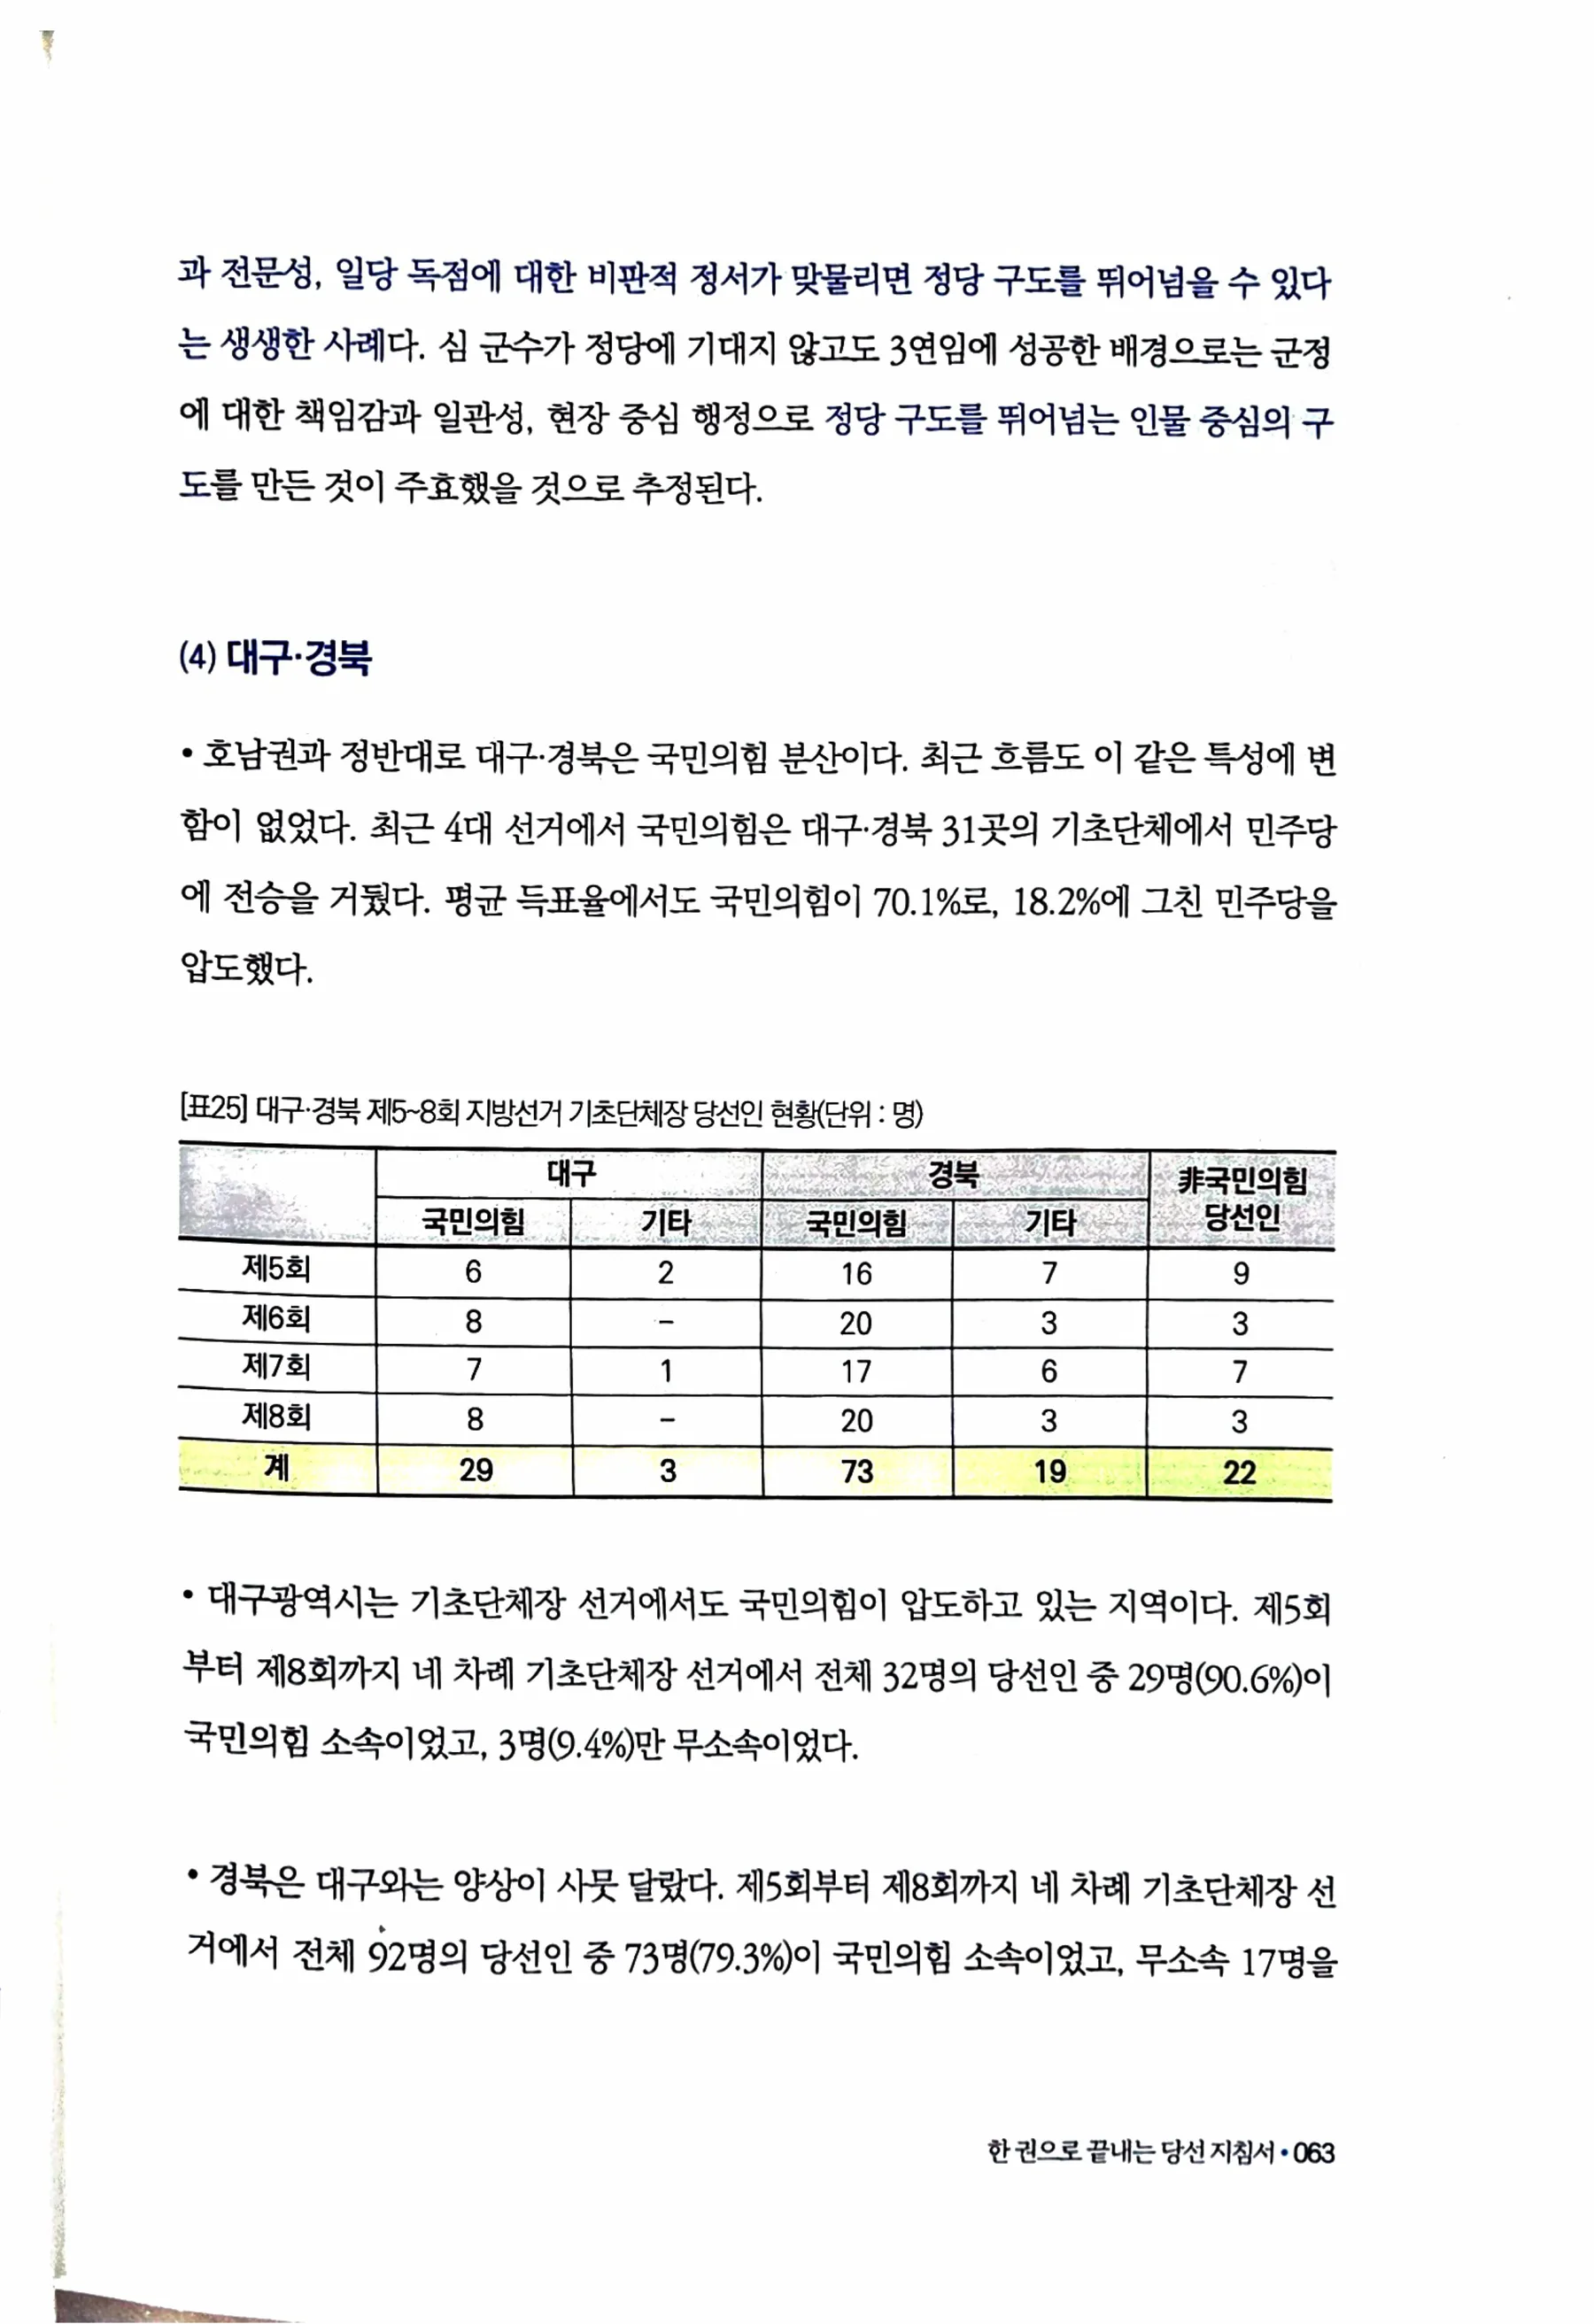 과 전문성, 일당 독점에 대한 비판적 정서가 맞물리면 정당 구도를 뛰어넘을 수 있다
는 생생한 사례다. 심 군수가 정당에 기대지 않고도 3연임에 성공한 배경으로는 군정
에 대한 책임감과 일관성, 현장 중심 행정으로 정당 구도를 뛰어넘는 인물 중심의 구
도를 만든 것이 주효했을 것으로 추정된다.
(4) 대구·경북
• 호남권과 정반대로 대구·경북은 국민의힘 분산이다. 최근 흐름도 이 같은 특성에 변
함이 없었다. 최근 4대 선거에서 국민의힘은 대구·경북 31곳의 기초단체에서 민주당
에 전승을 거뒀다. 평균 득표율에서도 국민의힘이 70.1%로, 18.2%에 그친 민주당을
압도했다.
[표25] 대구·경북 제5~8회 지방선거 기초단체장 당선인 현황(단위 : 명)
대구 경북 非국민의힘 당선인
국민의힘 기타 국민의힘 기타
제5회 6 2 16 7 9
제6회 8 - 20 3 3
제7회 7 1 17 6 7
제8회 8 - 20 3 3
계 29 3 73 19 22
• 대구광역시는 기초단체장 선거에서도 국민의힘이 압도하고 있는 지역이다. 제5회
부터 제8회까지 네 차례 기초단체장 선거에서 전체 32명의 당선인 중 29명(90.6%)이
국민의힘 소속이었고, 3명(9.4%)만 무소속이었다.
• 경북은 대구와는 양상이 사뭇 달랐다. 제5회부터 제8회까지 네 차례 기초단체장 선
거에서 전체 92명의 당선인 중 73명(79.3%)이 국민의힘 소속이었고, 무소속 17명을
한 권으로 끝내는 당선 지침서 • 063